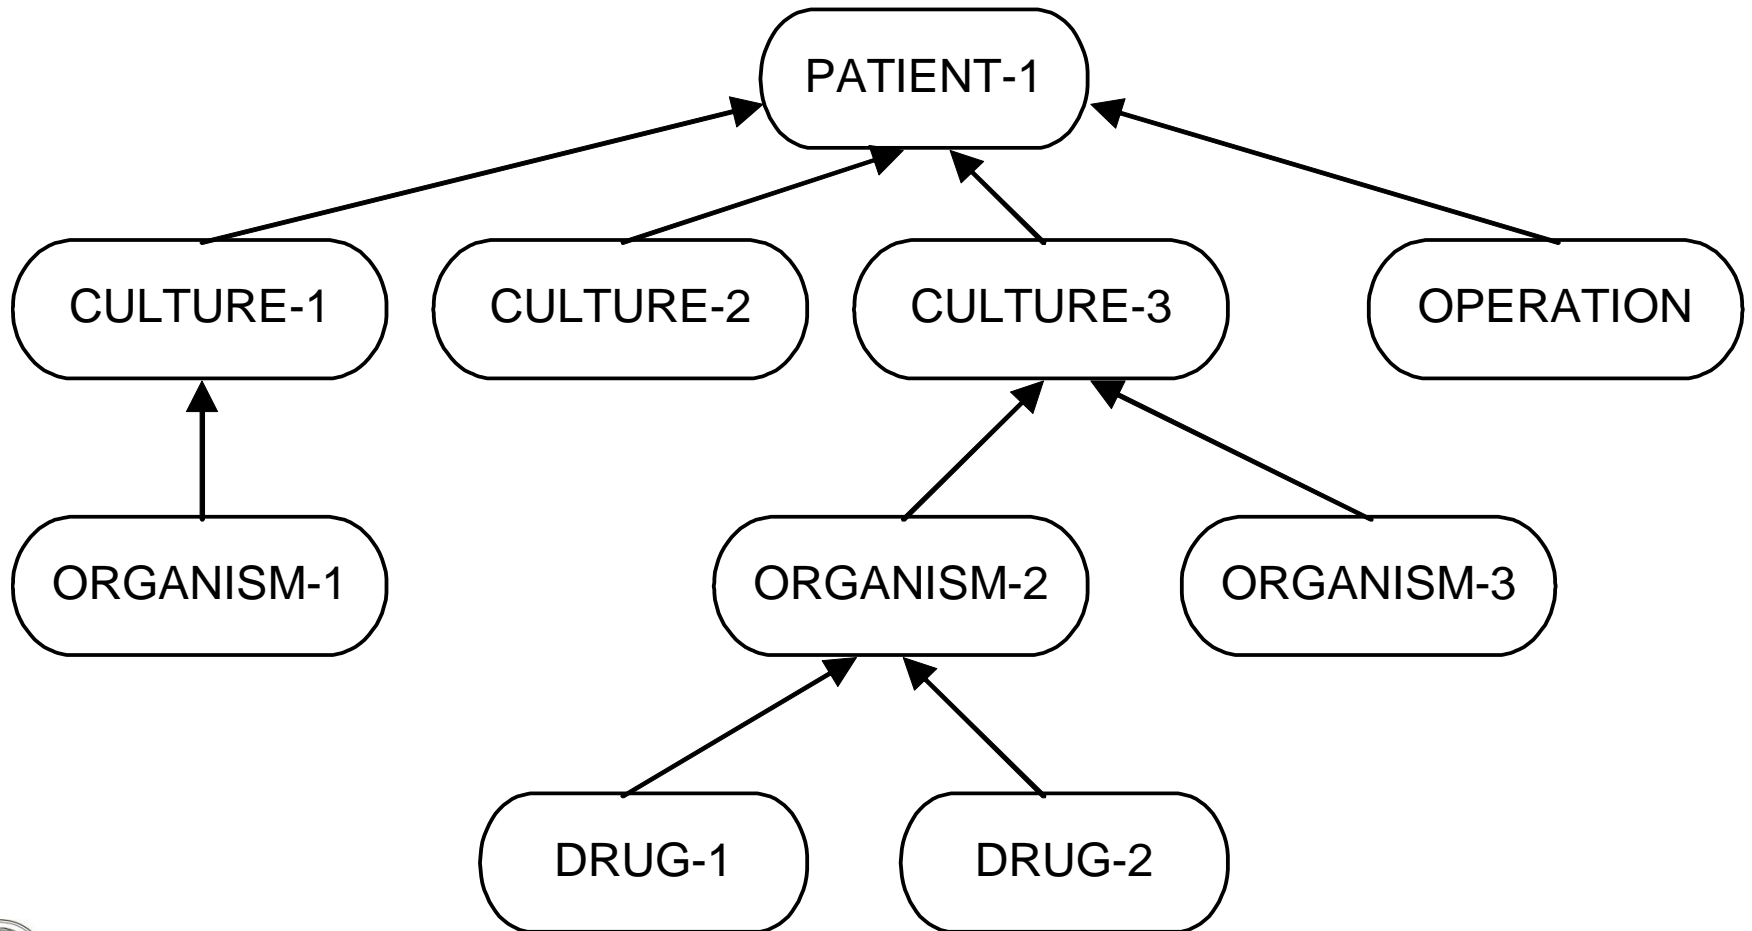 PATIENT-1
CULTURE-1
CULTURE-2
CULTURE-3
OPERATION
ORGANISM-1
ORGANISM-2
ORGANISM-3
DRUG-1
DRUG-2